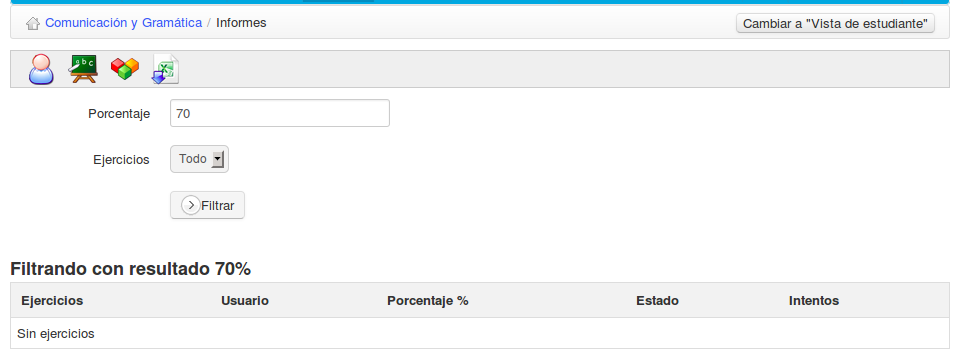 Comunicación y Gramática / Informes
Cambiar a "Vista de estudiante"
a b c
Porcentaje 70
Ejercicios Todo
Filtrar
Filtrando con resultado 70%
Ejercicios Usuario Porcentaje % Estado Intentos
Sin ejercicios